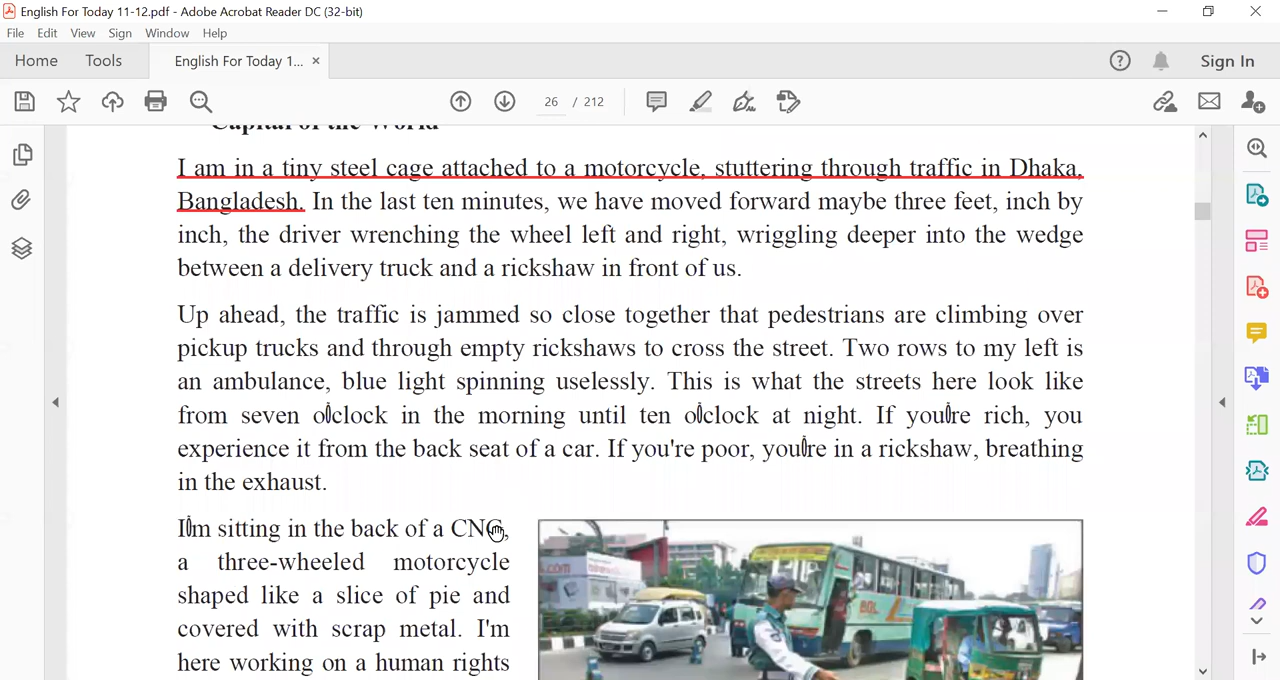 English For Today 11-12.pdf - Adobe Acrobat Reader DC (32-bit)
File Edit View Sign Window Help
Home Tools English For Today 1... × Sign In
26 / 212
Capital of the World
I am in a tiny steel cage attached to a motorcycle, stuttering through traffic in Dhaka,
Bangladesh. In the last ten minutes, we have moved forward maybe three feet, inch by
inch, the driver wrenching the wheel left and right, wriggling deeper into the wedge
between a delivery truck and a rickshaw in front of us.
Up ahead, the traffic is jammed so close together that pedestrians are climbing over
pickup trucks and through empty rickshaws to cross the street. Two rows to my left is
an ambulance, blue light spinning uselessly. This is what the streets here look like
from seven oۧclock in the morning until ten oۧclock at night. If youۧre rich, you
experience it from the back seat of a car. If you're poor, youۧre in a rickshaw, breathing
in the exhaust.
Iۧm sitting in the back of a CNG,
a three-wheeled motorcycle
shaped like a slice of pie and
covered with scrap metal. I'm
here working on a human rights